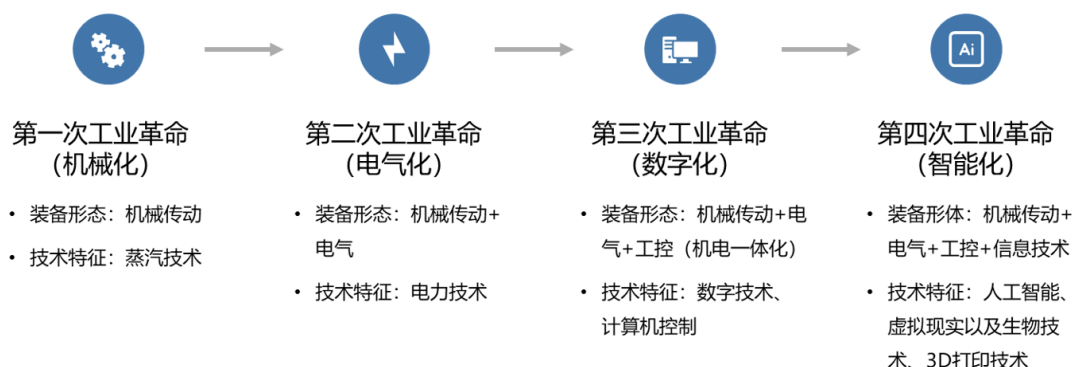 Ai
第一次工业革命
（机械化）
• 装备形态：机械传动
• 技术特征：蒸汽技术
第二次工业革命
（电气化）
• 装备形态：机械传动+
电气
• 技术特征：电力技术
第三次工业革命
（数字化）
• 装备形态：机械传动+电
气+工控（机电一体化）
• 技术特征：数字技术、
计算机控制
第四次工业革命
（智能化）
• 装备形体：机械传动+
电气+工控+信息技术
• 技术特征：人工智能、
虚拟现实以及生物技
术、3D打印技术